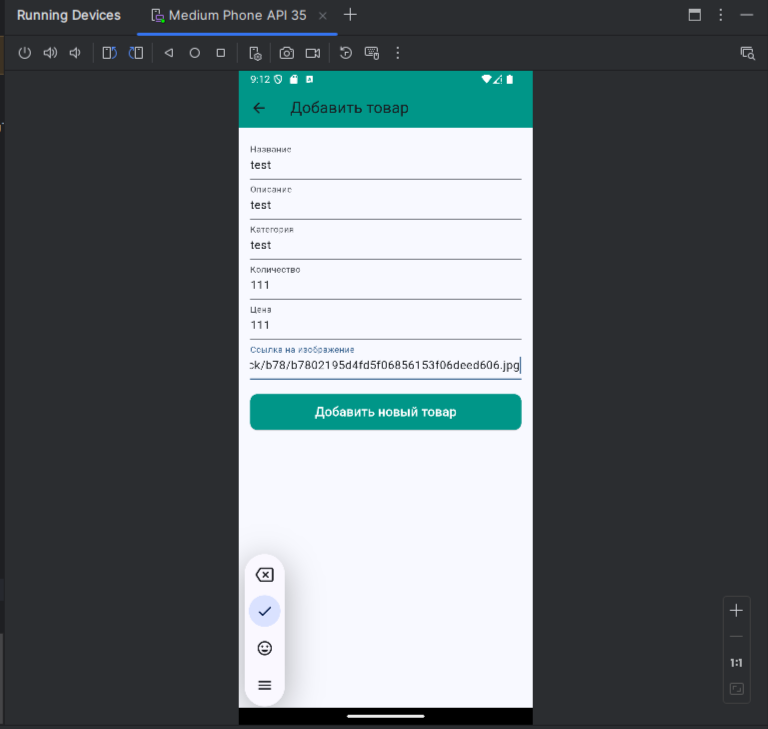 Running Devices
Medium Phone API 35
9:12
Добавить товар
Название
test
Описание
test
Категория
test
Количество
111
Цена
111
Ссылка на изображение
ck/b78/b7802195d4fd5f06856153f06deed606.jpg
Добавить новый товар
1:1